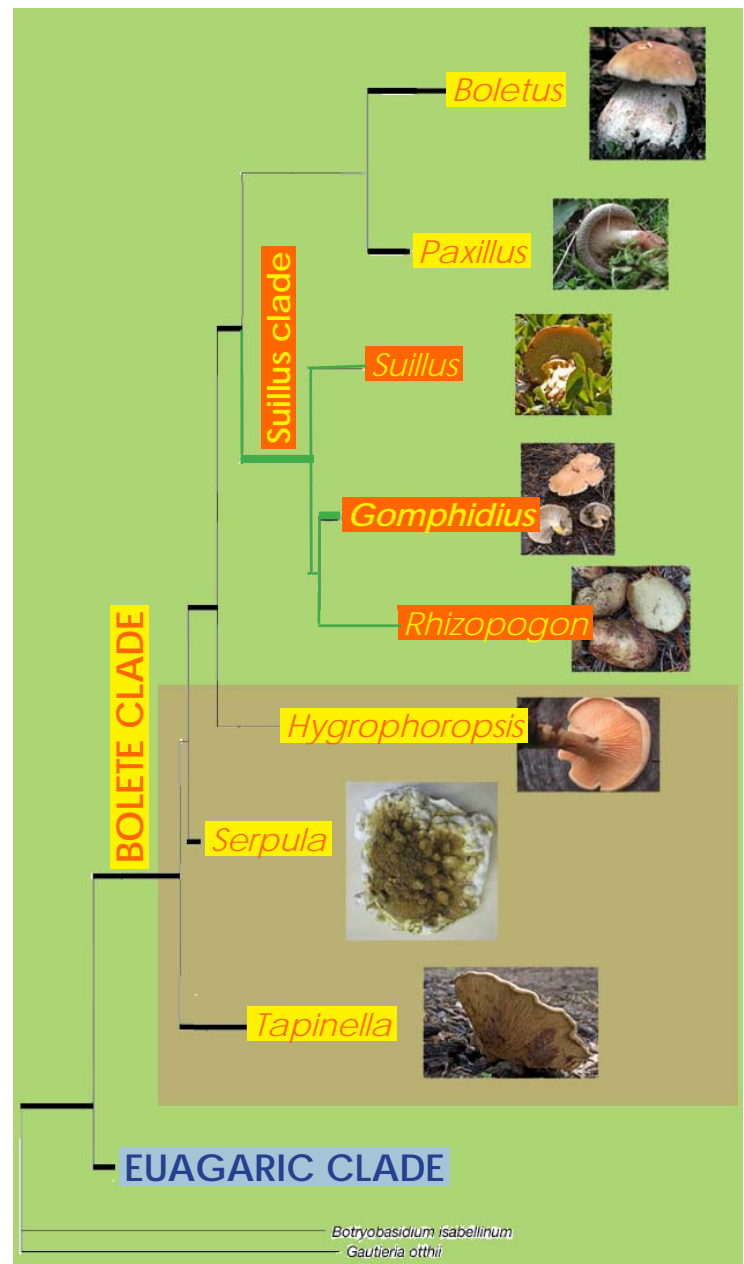 Boletus
Paxillus
Suillus clade
Suillus
Gomphidius
Rhizopogon
BOLETE CLADE
Hygrophoropsis
Serpula
Tapinella
EUAGARIC CLADE
Botryobasidium isabellinum
Gautieria otthii